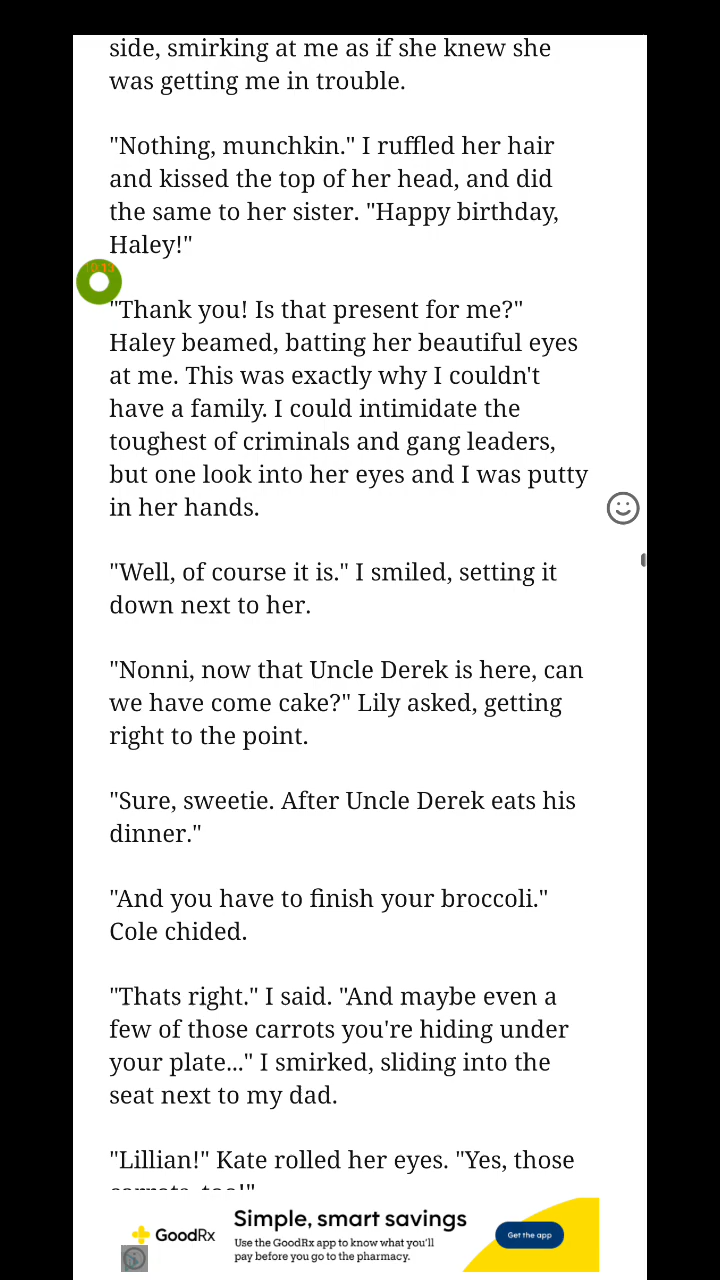 side, smirking at me as if she knew she
was getting me in trouble.
"Nothing, munchkin." I ruffled her hair
and kissed the top of her head, and did
the same to her sister. "Happy birthday,
Haley!"
"Thank you! Is that present for me?"
Haley beamed, batting her beautiful eyes
at me. This was exactly why I couldn't
have a family. I could intimidate the
toughest of criminals and gang leaders,
but one look into her eyes and I was putty
in her hands.
"Well, of course it is." I smiled, setting it
down next to her.
"Nonni, now that Uncle Derek is here, can
we have come cake?" Lily asked, getting
right to the point.
"Sure, sweetie. After Uncle Derek eats his
dinner."
"And you have to finish your broccoli."
Cole chided.
"Thats right." I said. "And maybe even a
few of those carrots you're hiding under
your plate..." I smirked, sliding into the
seat next to my dad.
"Lillian!" Kate rolled her eyes. "Yes, those
carrots, too!"
GoodRx
Simple, smart savings
Use the GoodRx app to know what you'll
pay before you go to the pharmacy.
Get the app